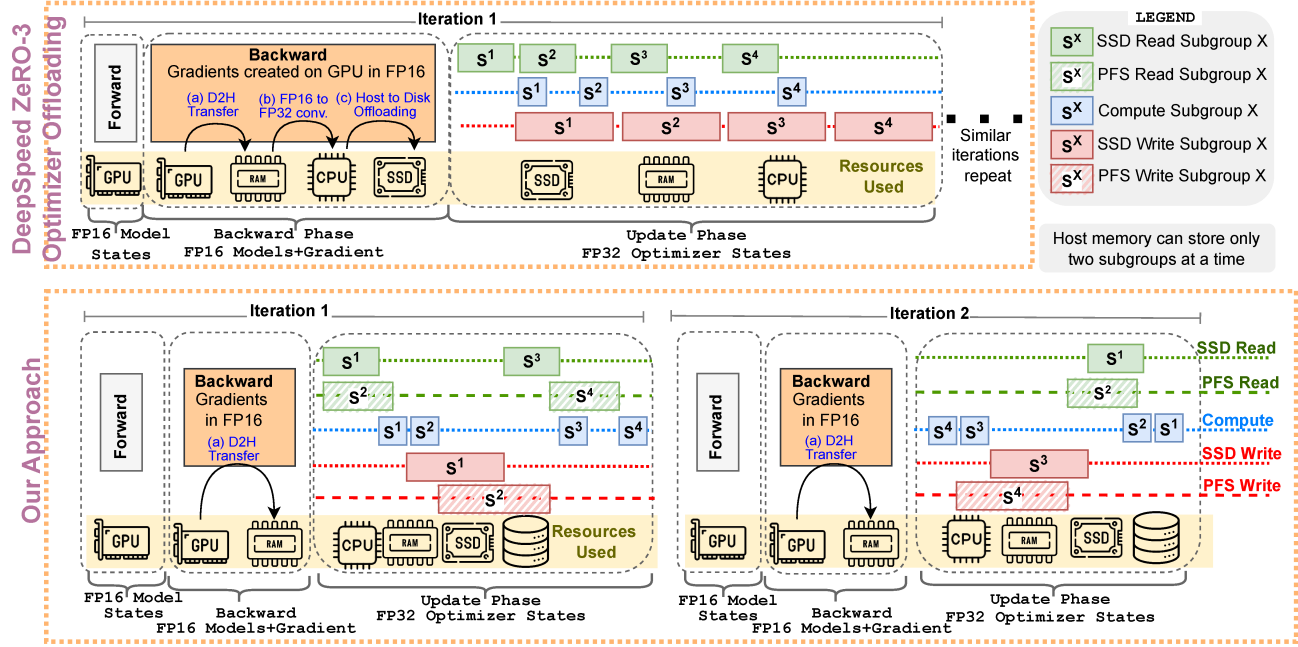 DeepSpeed ZeRO-3
Optimizer Offloading
Iteration 1
Forward
Backward
Gradients created on GPU in FP16
(a) D2H
Transfer
(b) FP16 to
FP32 conv.
(c) Host to Disk
Offloading
GPU
GPU
RAM
CPU
SSD
S1
S2
S3
S4
S1
S2
S3
S4
S1
S2
S3
S4
SSD
RAM
CPU
Resources
Used
FP16 Model
States
Backward Phase
FP16 Models+Gradient
Update Phase
FP32 Optimizer States
Similar
iterations
repeat
LEGEND
SX SSD Read Subgroup X
SX PFS Read Subgroup X
SX Compute Subgroup X
SX SSD Write Subgroup X
SX PFS Write Subgroup X
Host memory can store only
two subgroups at a time
Our Approach
Iteration 1
Forward
Backward
Gradients
in FP16
(a) D2H
Transfer
GPU
GPU
RAM
S1
S3
S2
S4
S1
S2
S3
S4
S1
S2
CPU
RAM
SSD
Resources
Used
FP16 Model
States
Backward
FP16 Models+Gradient
Update Phase
FP32 Optimizer States
Iteration 2
Forward
Backward
Gradients
in FP16
(a) D2H
Transfer
GPU
GPU
RAM
S1
SSD Read
S2
PFS Read
S4
S3
S2
S1
Compute
S3
SSD Write
S4
PFS Write
CPU
RAM
SSD
FP16 Model
States
Backward
FP16 Models+Gradient
Update Phase
FP32 Optimizer States